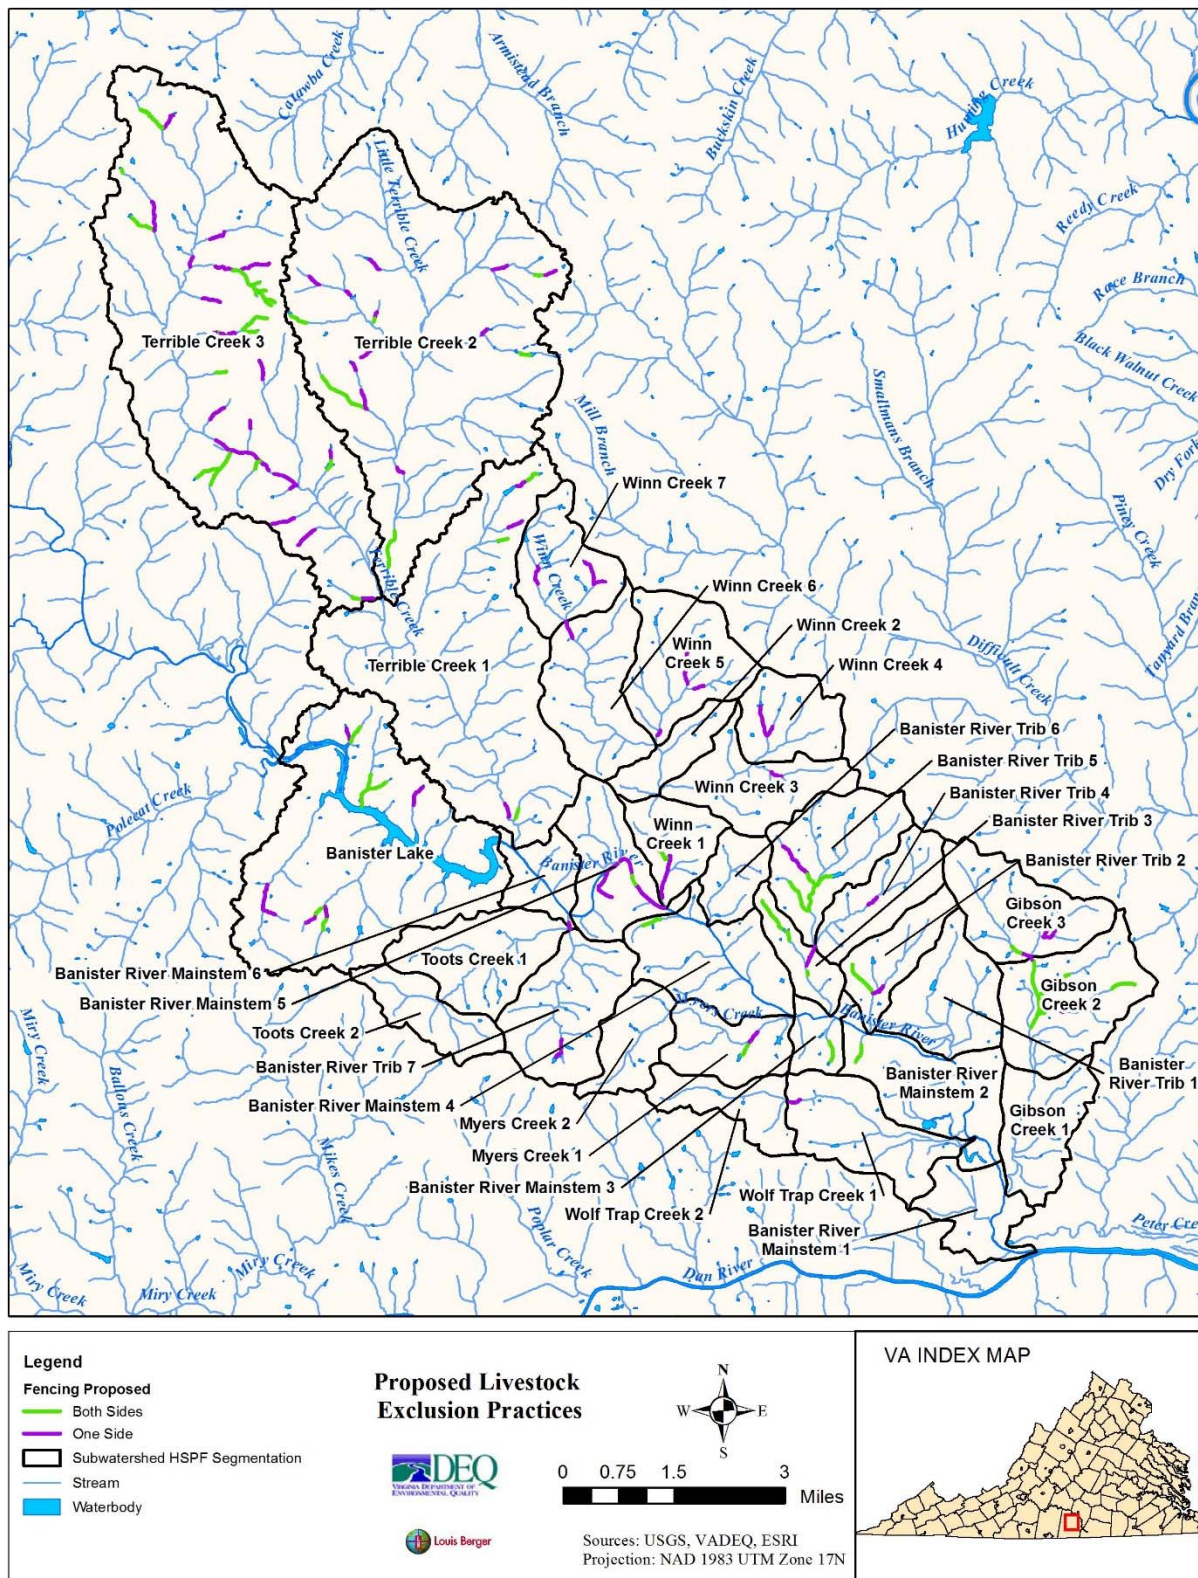 Catawba Creek
Armistead Branch
Buckskin Creek
Hunting Creek
Little Terrible Creek
Reedy Creek
Race Branch
Black Walnut Creek
Terrible Creek 3
Terrible Creek 2
Smallmans Branch
Mill Branch
Dry Fork
Winn Creek 7
Piney Creek
Winn Creek
Terrible Creek
Winn Creek 6
Winn Creek 2
Winn
Creek 5
Difficult Creek
Tanyard Bran
Terrible Creek 1
Winn Creek 4
Banister River Trib 6
Banister River Trib 5
Winn Creek 3
Banister River Trib 4
Polecat Creek
Banister River Trib 3
Winn
Creek 1
Banister Lake
Banister River
Banister River Trib 2
Gibson
Creek 3
Toots Creek 1
Banister River Mainstem 6
Gibson
Creek 2
Banister River Mainstem 5
Myers Creek
Banister River
Miry Creek
Toots Creek 2
Banister River Trib 7
Banister
River Trib 1
Banister River
Mainstem 2
Ballons Creek
Banister River Mainstem 4
Gibson
Creek 1
Myers Creek 2
Mikes Creek
Myers Creek 1
Banister River Mainstem 3
Wolf Trap Creek 1
Wolf Trap Creek 2
Banister River
Mainstem 1
Poplar Creek
Peter Cre
Miry Creek
Dan River
Miry Creek
Miry Creek
Legend
Fencing Proposed
Both Sides
One Side
Subwatershed HSPF Segmentation
Stream
Waterbody
Proposed Livestock
Exclusion Practices
DEQ
VIRGINIA DEPARTMENT OF
ENVIRONMENTAL QUALITY
Louis Berger
N
W
E
S
0 0.75 1.5 3
Miles
Sources: USGS, VADEQ, ESRI
Projection: NAD 1983 UTM Zone 17N
VA INDEX MAP